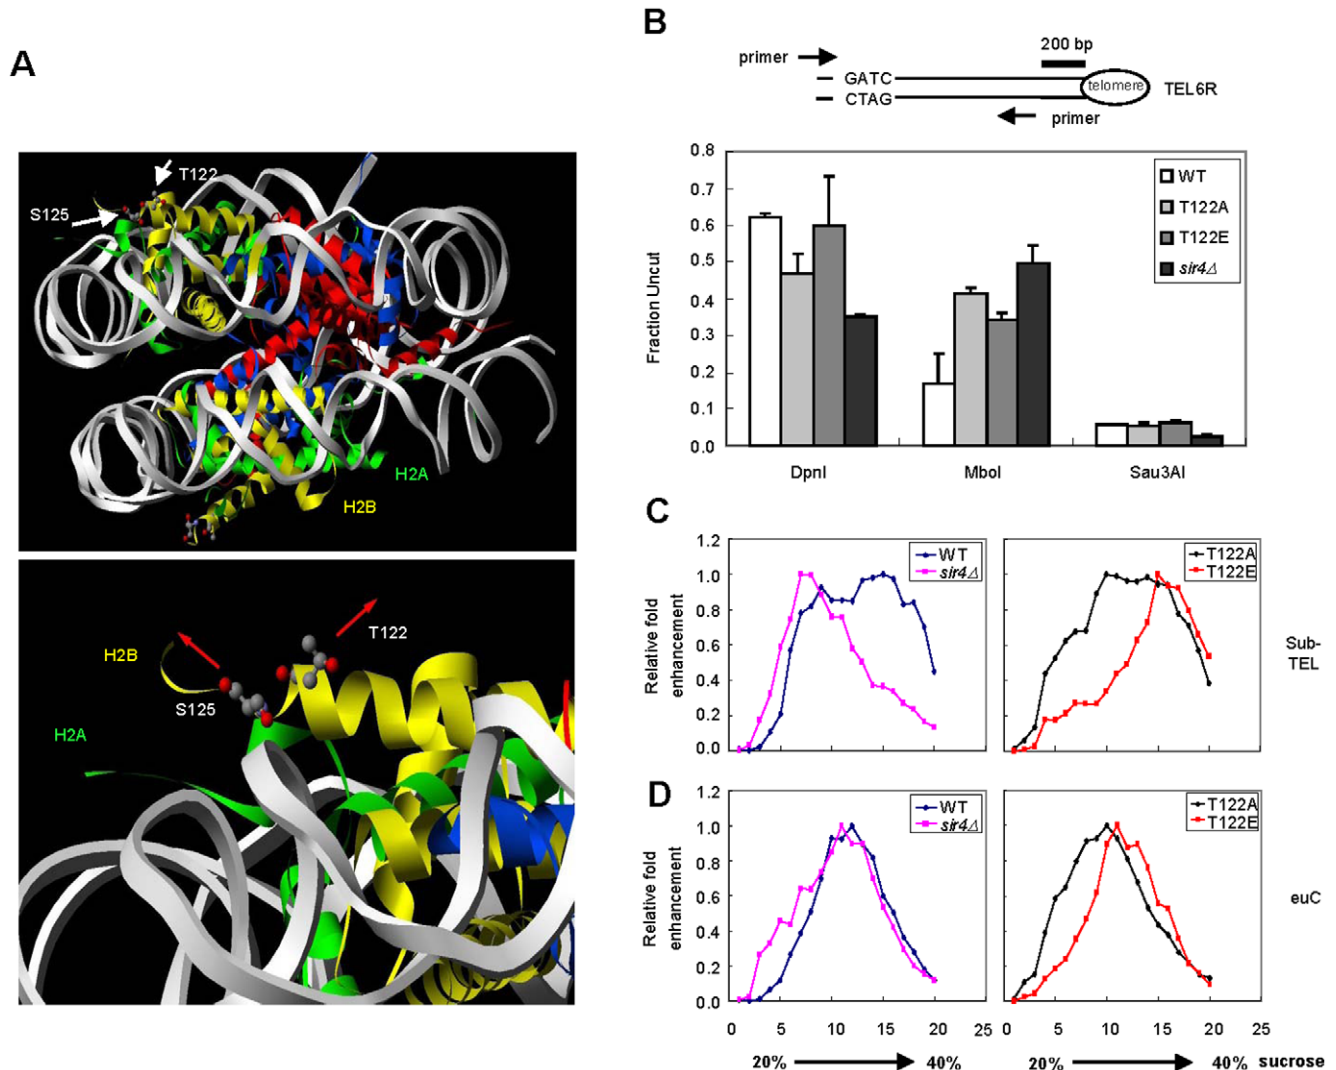 A
T122
S125
H2A
H2B
T122
H2B
S125
H2A
B
200 bp
primer
GATC
CTAG
telomere
TEL6R
primer
0.8
0.7
0.6
0.5
0.4
0.3
0.2
0.1
0.0
Fraction Uncut
WT
T122A
T122E
sir4Δ
DpnI
MboI
Sau3AI
C
1.2
1.0
0.8
0.6
0.4
0.2
0.0
Relative fold
enhancement
WT
sir4Δ
T122A
T122E
Sub-
TEL
D
1.2
1.0
0.8
0.6
0.4
0.2
0.0
Relative fold
enhancement
WT
sir4Δ
T122A
T122E
euC
0 5 10 15 20 25
0 5 10 15 20 25
20% 40%
20% 40% sucrose